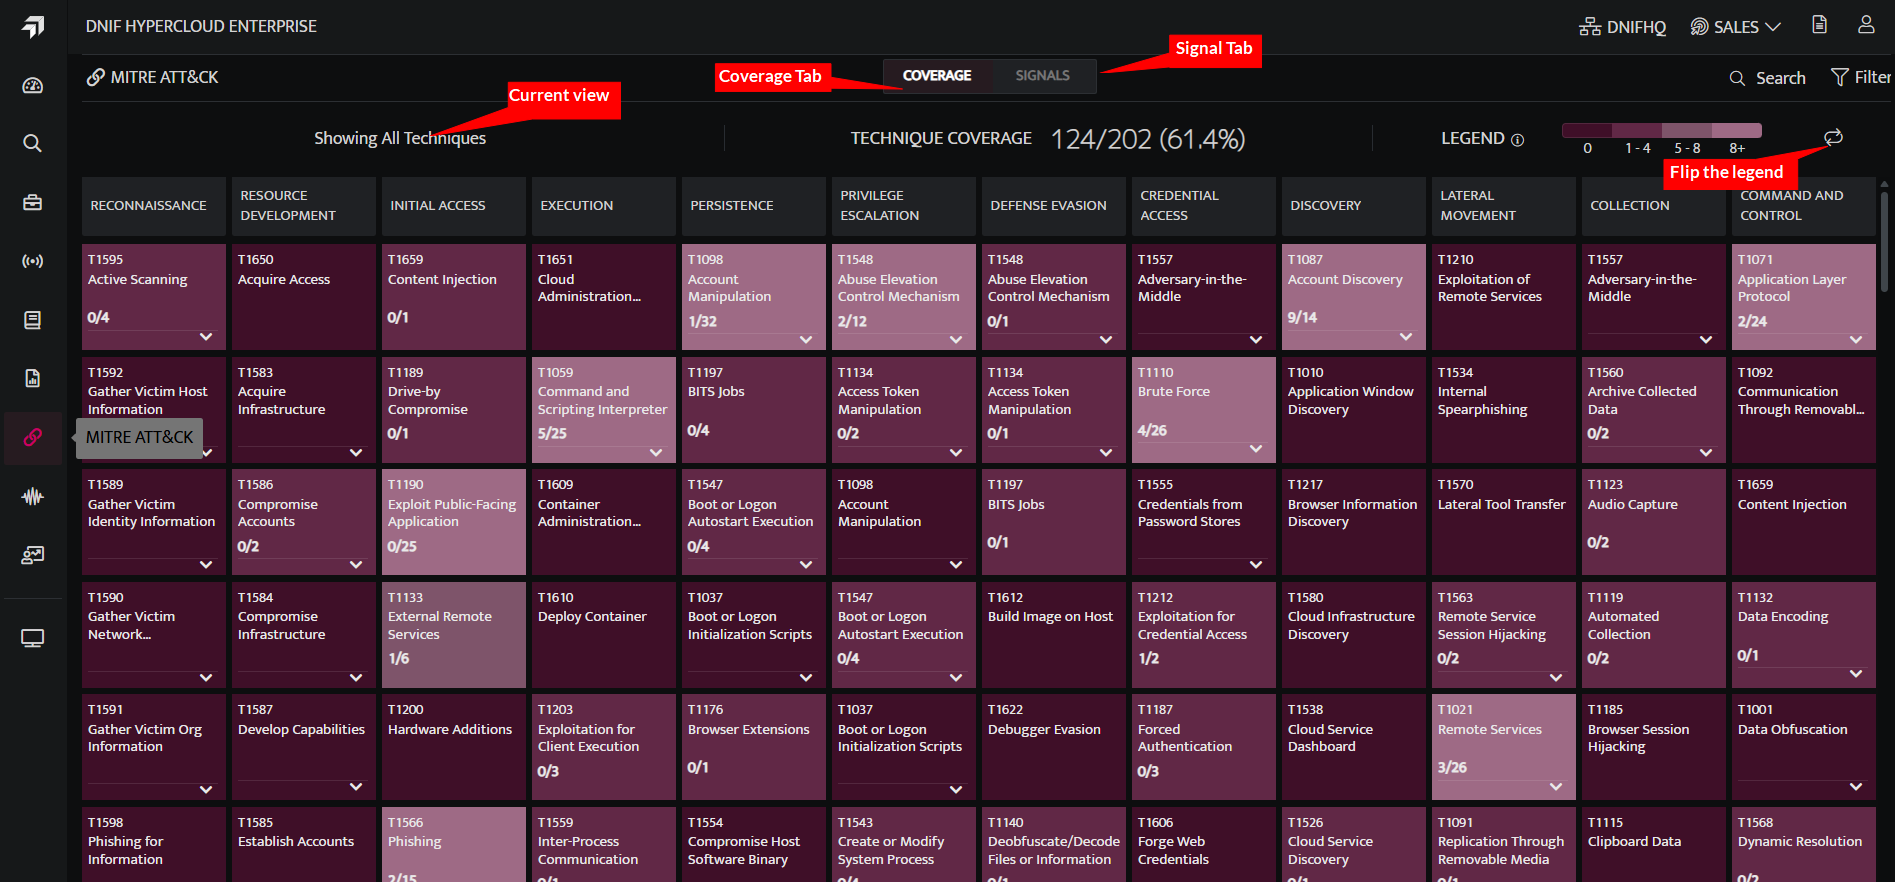 DNIF HYPERCLOUD ENTERPRISE
DNIFHQ
SALES
MITRE ATT&CK
Coverage Tab
COVERAGE
SIGNALS
Signal Tab
Search
Filter
Current view
Showing All Techniques
TECHNIQUE COVERAGE 124/202 (61.4%)
LEGEND
0 1 - 4 5 - 8 8+
Flip the legend
RECONNAISSANCE
RESOURCE
DEVELOPMENT
INITIAL ACCESS
EXECUTION
PERSISTENCE
PRIVILEGE
ESCALATION
DEFENSE EVASION
CREDENTIAL
ACCESS
DISCOVERY
LATERAL
MOVEMENT
COLLECTION
COMMAND AND
CONTROL
T1595
Active Scanning
0/4
T1650
Acquire Access
T1659
Content Injection
0/1
T1651
Cloud
Administration...
T1098
Account
Manipulation
1/32
T1548
Abuse Elevation
Control Mechanism
2/12
T1548
Abuse Elevation
Control Mechanism
0/1
T1557
Adversary-in-the-
Middle
T1087
Account Discovery
9/14
T1210
Exploitation of
Remote Services
T1557
Adversary-in-the-
Middle
T1071
Application Layer
Protocol
2/24
T1592
Gather Victim Host
Information
MITRE ATT&CK
T1583
Acquire
Infrastructure
T1189
Drive-by
Compromise
0/1
T1059
Command and
Scripting Interpreter
5/25
T1197
BITS Jobs
0/4
T1134
Access Token
Manipulation
0/2
T1134
Access Token
Manipulation
0/1
T1110
Brute Force
4/26
T1010
Application Window
Discovery
T1534
Internal
Spearphishing
T1560
Archive Collected
Data
0/2
T1092
Communication
Through Removabl...
T1589
Gather Victim
Identity Information
T1586
Compromise
Accounts
0/2
T1190
Exploit Public-Facing
Application
0/25
T1609
Container
Administration...
T1547
Boot or Logon
Autostart Execution
0/4
T1098
Account
Manipulation
T1197
BITS Jobs
0/1
T1555
Credentials from
Password Stores
T1217
Browser Information
Discovery
T1570
Lateral Tool Transfer
T1123
Audio Capture
0/2
T1659
Content Injection
T1590
Gather Victim
Network...
T1584
Compromise
Infrastructure
T1133
External Remote
Services
1/6
T1610
Deploy Container
T1037
Boot or Logon
Initialization Scripts
T1547
Boot or Logon
Autostart Execution
0/4
T1612
Build Image on Host
T1212
Exploitation for
Credential Access
1/2
T1580
Cloud Infrastructure
Discovery
T1563
Remote Service
Session Hijacking
0/2
T1119
Automated
Collection
0/2
T1132
Data Encoding
0/1
T1591
Gather Victim Org
Information
T1587
Develop Capabilities
T1200
Hardware Additions
T1203
Exploitation for
Client Execution
0/3
T1176
Browser Extensions
0/1
T1037
Boot or Logon
Initialization Scripts
T1622
Debugger Evasion
T1187
Forced
Authentication
0/3
T1538
Cloud Service
Dashboard
T1021
Remote Services
3/26
T1185
Browser Session
Hijacking
T1001
Data Obfuscation
T1598
Phishing for
Information
T1585
Establish Accounts
T1566
Phishing
2/15
T1559
Inter-Process
Communication
0/1
T1554
Compromise Host
Software Binary
T1543
Create or Modify
System Process
0/4
T1140
Deobfuscate/Decode
Files or Information
0/1
T1606
Forge Web
Credentials
T1526
Cloud Service
Discovery
0/1
T1091
Replication Through
Removable Media
0/1
T1115
Clipboard Data
T1568
Dynamic Resolution
0/2